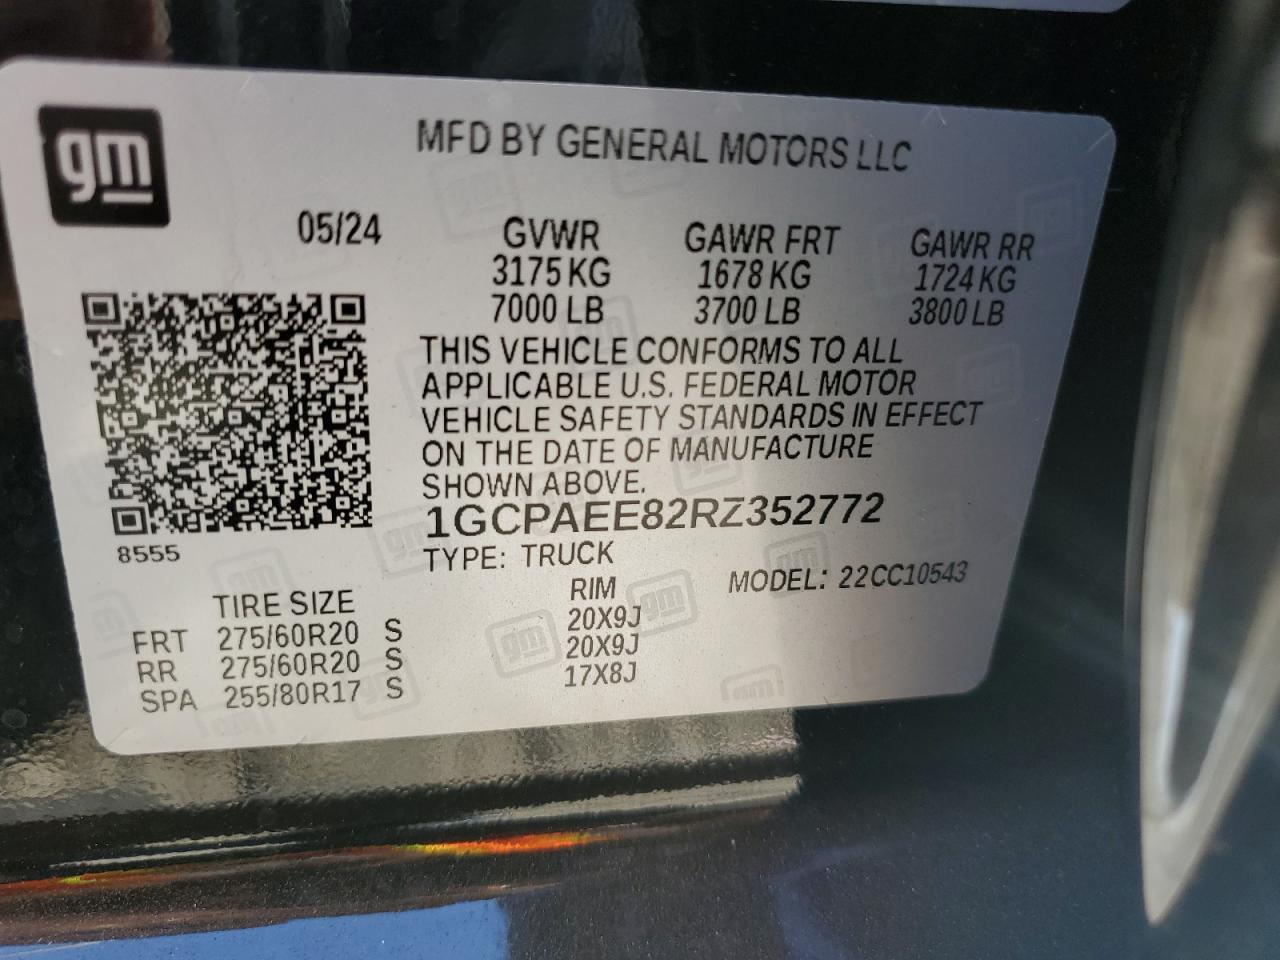 gm
MFD BY GENERAL MOTORS LLC
05/24 GVWR GAWR FRT GAWR RR
3175 KG 1678 KG 1724 KG
7000 LB 3700 LB 3800 LB
THIS VEHICLE CONFORMS TO ALL
APPLICABLE U.S. FEDERAL MOTOR
VEHICLE SAFETY STANDARDS IN EFFECT
ON THE DATE OF MANUFACTURE
SHOWN ABOVE.
1GCPAEE82RZ352772
8555
TYPE: TRUCK
MODEL: 22CC10543
TIRE SIZE RIM
FRT 275/60R20 S 20X9J
RR 275/60R20 S 20X9J
SPA 255/80R17 S 17X8J